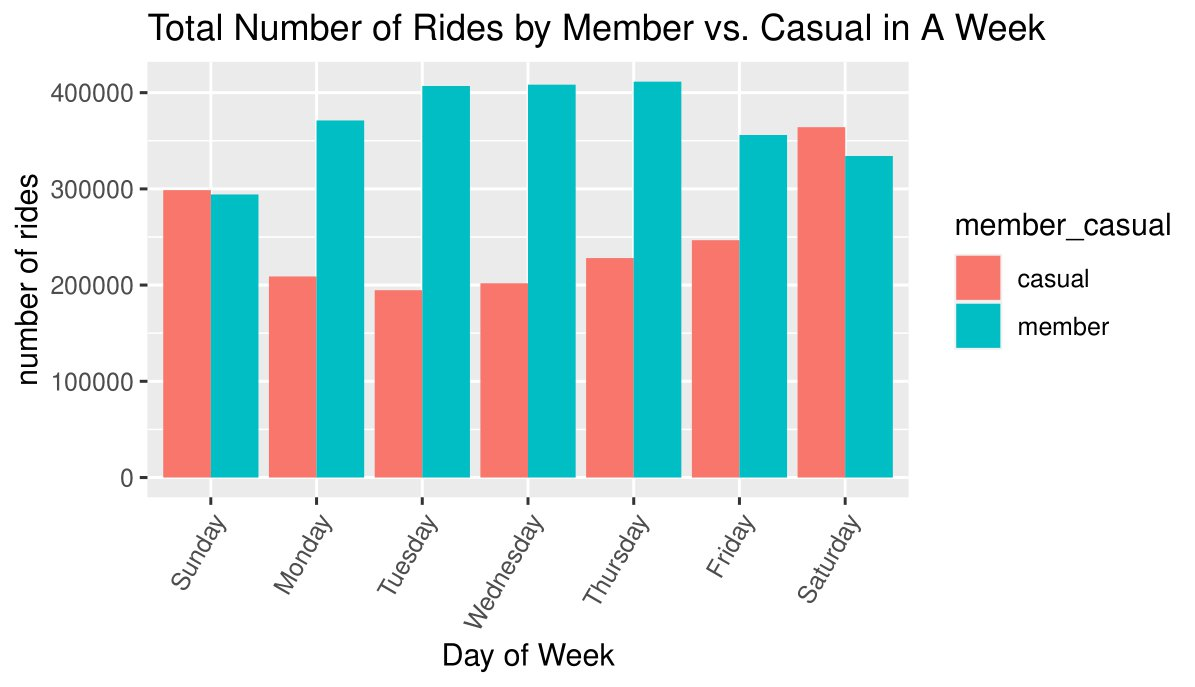 Total Number of Rides by Member vs. Casual in A Week
number of rides
400000
300000
200000
100000
0
Sunday
Monday
Tuesday
Wednesday
Thursday
Friday
Saturday
Day of Week
member_casual
casual
member